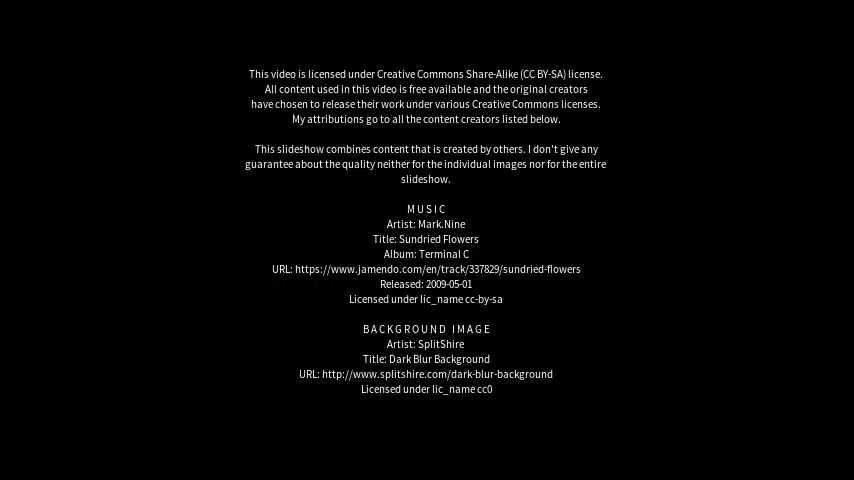 This video is licensed under Creative Commons Share-Alike (CC BY-SA) license.
All content used in this video is free available and the original creators
have chosen to release their work under various Creative Commons licenses.
My attributions go to all the content creators listed below.
This slideshow combines content that is created by others. I don't give any
guarantee about the quality neither for the individual images nor for the entire
slideshow.
MUSIC
Artist: Mark.Nine
Title: Sundried Flowers
Album: Terminal C
URL: https://www.jamendo.com/en/track/337829/sundried-flowers
Released: 2009-05-01
Licensed under lic_name cc-by-sa
BACKGROUND IMAGE
Artist: SplitShire
Title: Dark Blur Background
URL: http://www.splitshire.com/dark-blur-background
Licensed under lic_name cc0